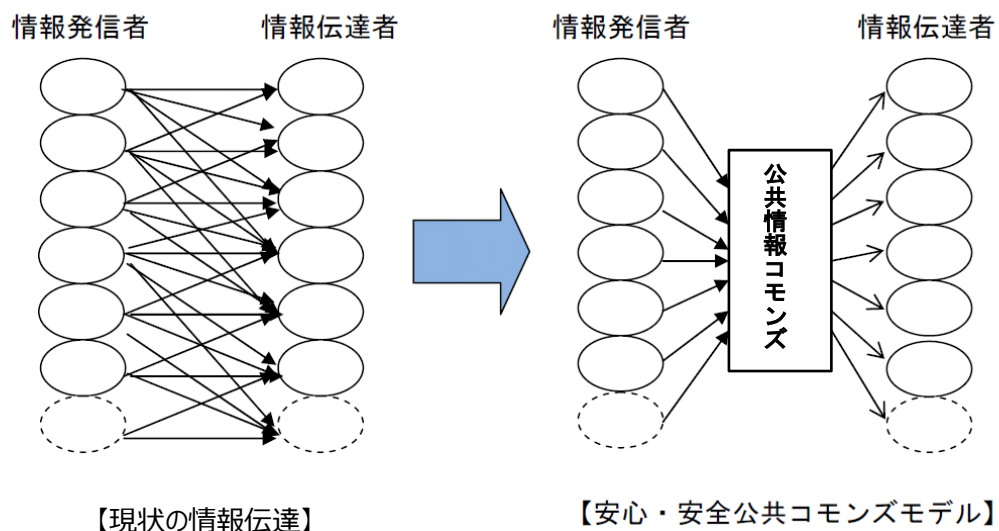 情報発信者
情報伝達者
情報発信者
情報伝達者
公共情報コモンズ
【現状の情報伝達】
【安心・安全公共コモンズモデル】